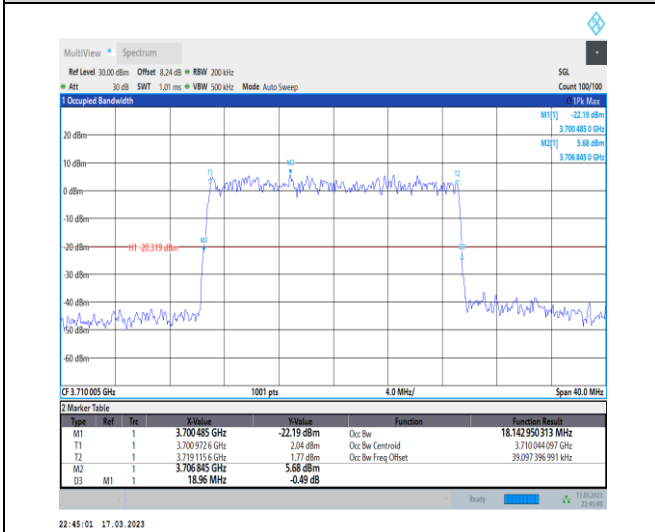 MultiView Spectrum
Ref Level 30.00 dBm Offset 8.24 dB RBW 200 kHz SGL
Att 30 dB SWT 1.01 ms VBW 500 kHz Mode Auto Sweep Count 100/100
1 Occupied Bandwidth 1Pk Max
M1[1] -22.19 dBm
3.700 485 0 GHz
M2[1] 5.68 dBm
3.706 845 0 GHz
20 dBm
10 dBm
M2
T1 T2
0 dBm
-10 dBm
M1
-20 dBm H1 -20.319 dBm D3
-30 dBm
-40 dBm
-50 dBm
-60 dBm
CF 3.710 005 GHz 1001 pts 4.0 MHz/ Span 40.0 MHz
2 Marker Table
Type Ref Trc X-Value Y-Value Function Function Result
M1 1 3.700 485 GHz -22.19 dBm Occ Bw 18.142 950 313 MHz
T1 1 3.700 972 6 GHz 2.04 dBm Occ Bw Centroid 3.710 044 097 GHz
T2 1 3.719 115 6 GHz 1.77 dBm Occ Bw Freq Offset 39.097 396 991 kHz
M2 1 3.706 845 GHz 5.68 dBm
D3 M1 1 18.96 MHz -0.49 dB
Ready 17.03.2023
22:45:00
22:45:01 17.03.2023